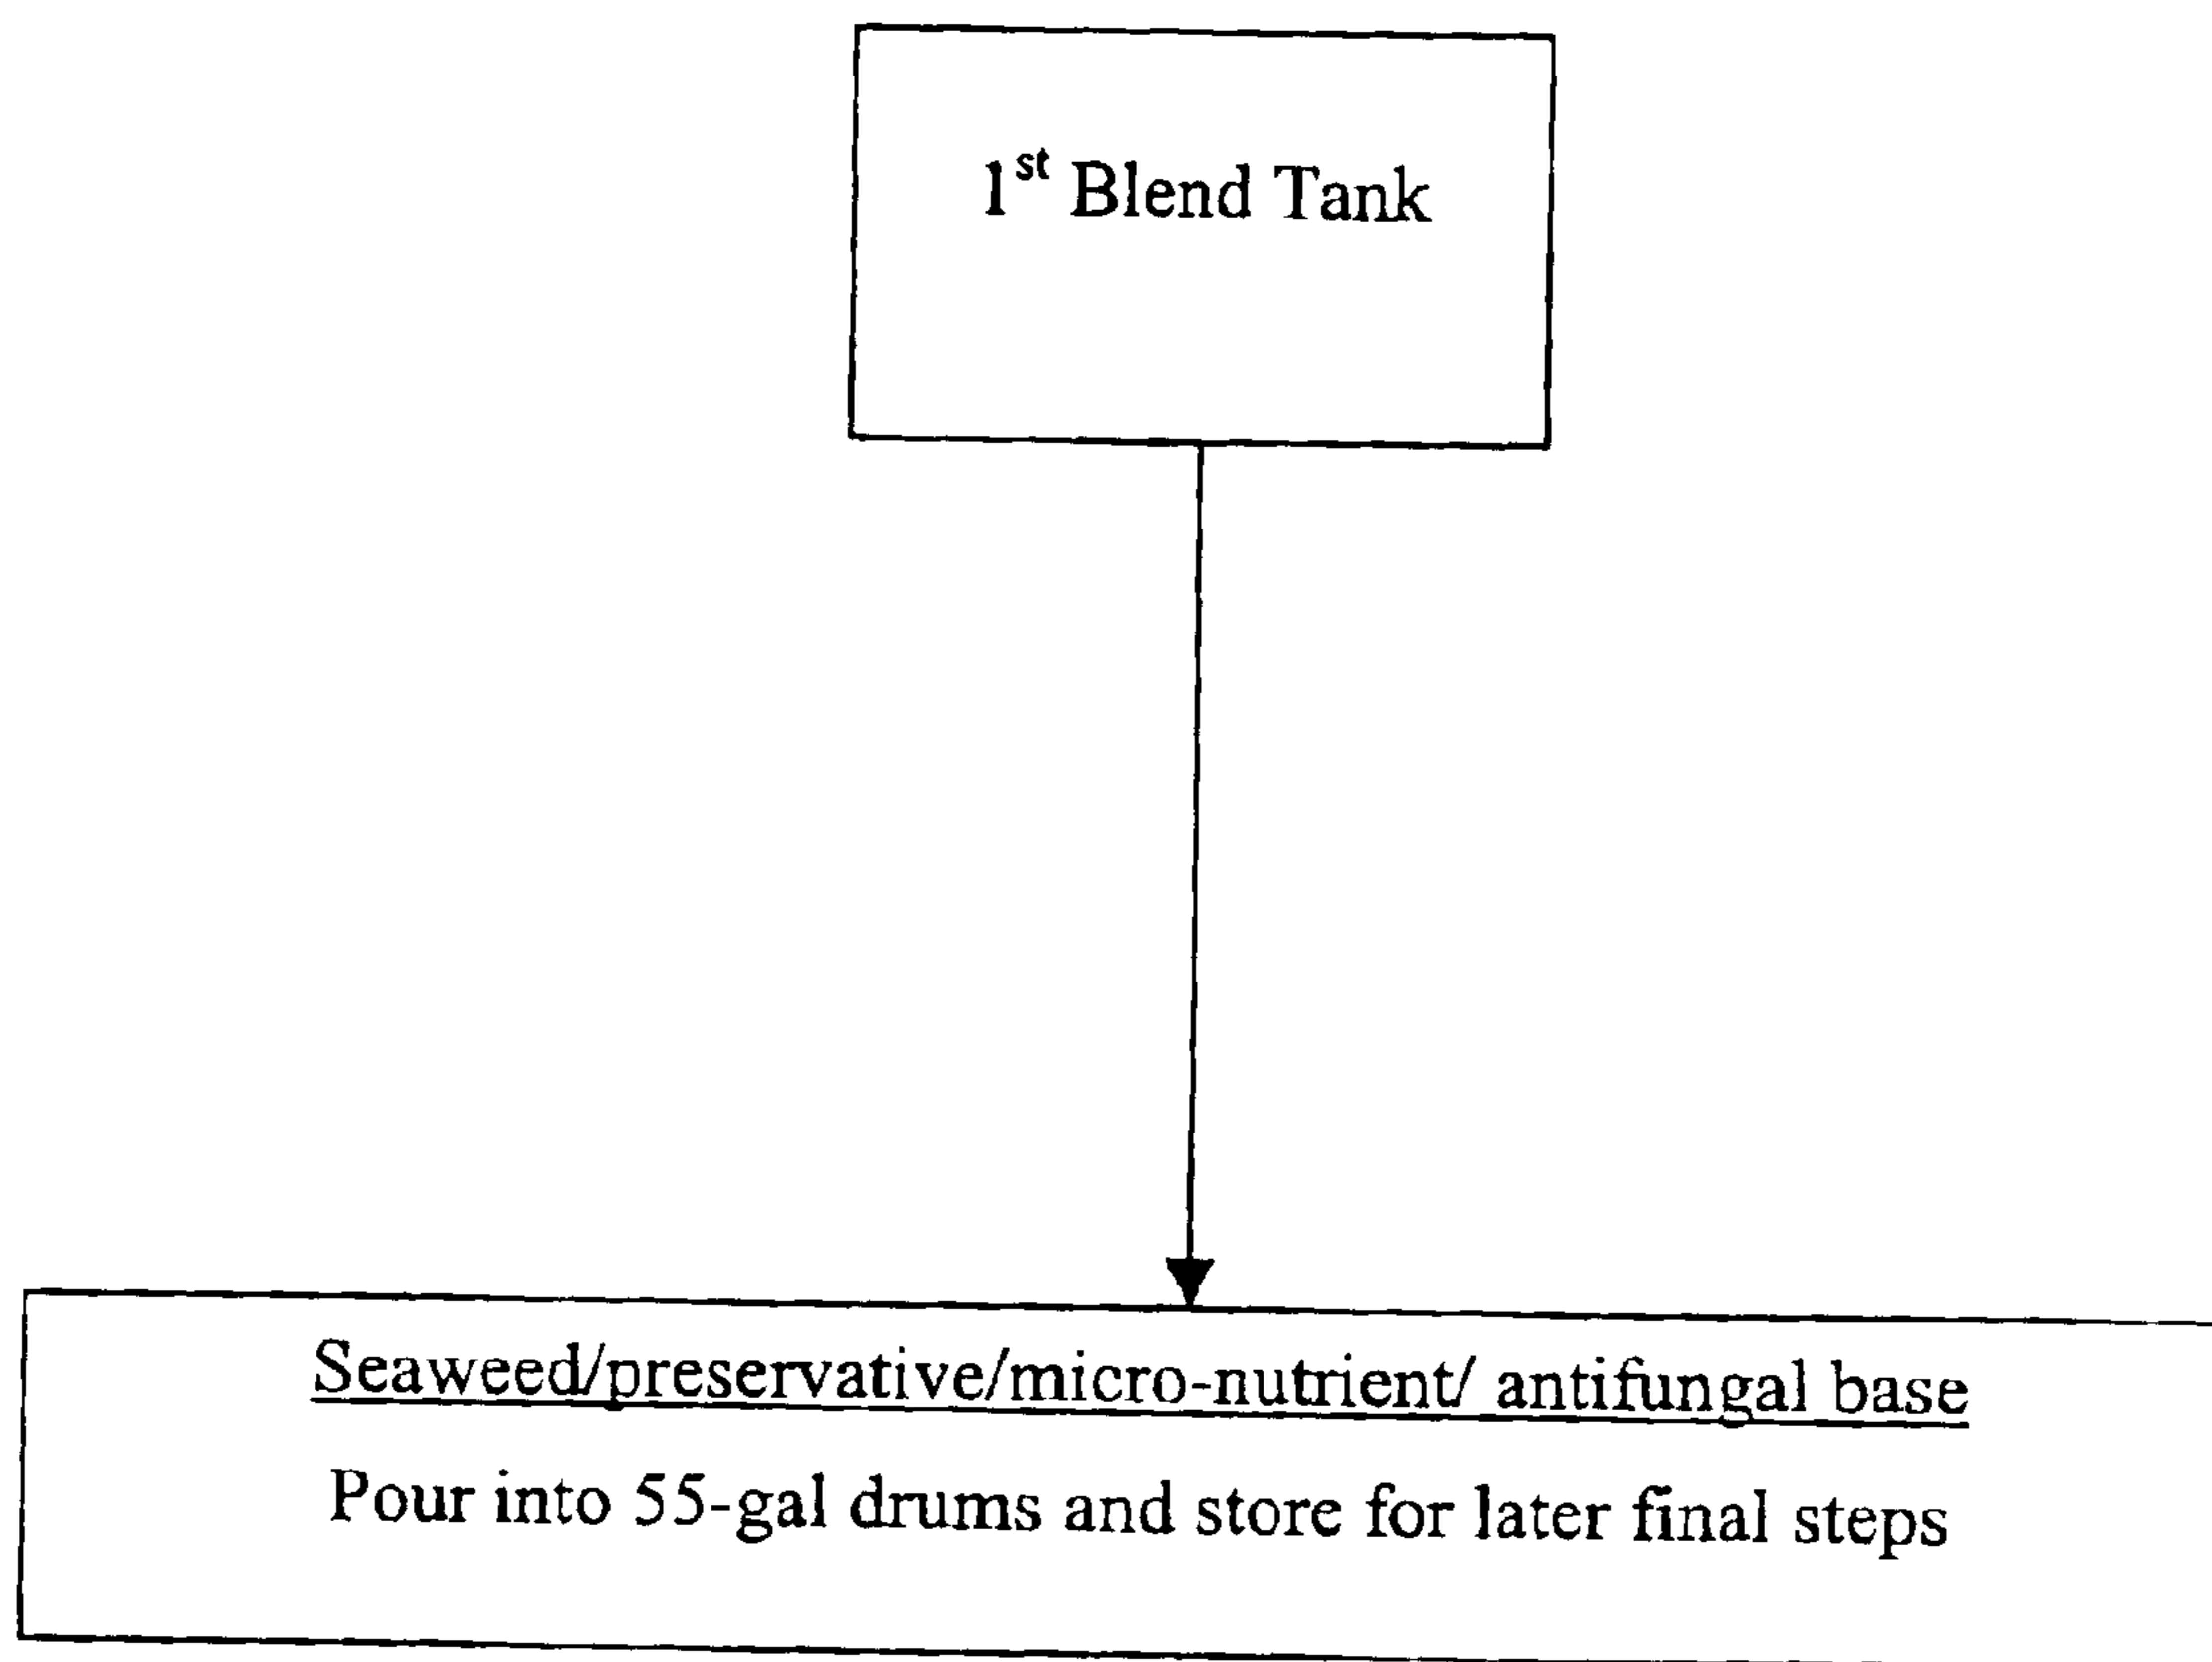 1st Blend Tank
Seaweed/preservative/micro-nutrient/ antifungal base
Pour into 55-gal drums and store for later final steps